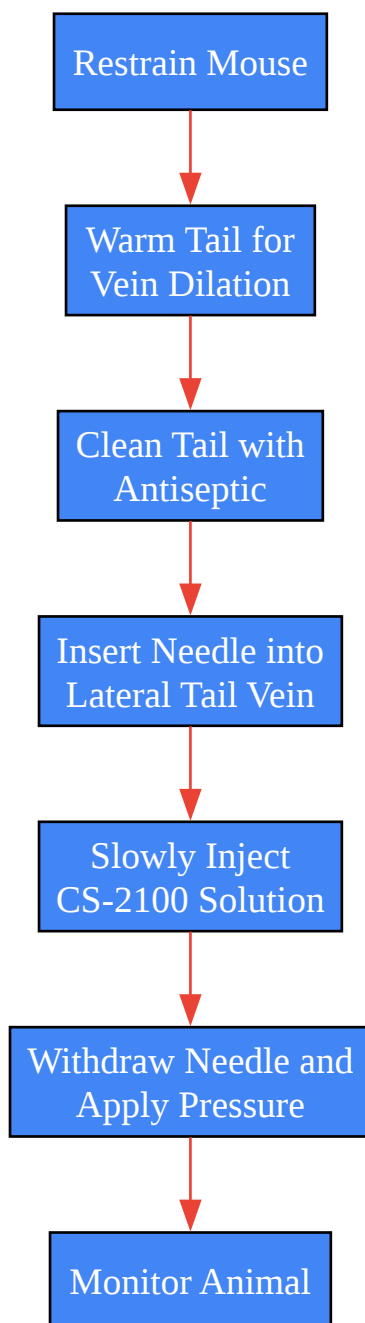 Restrain Mouse
Warm Tail for
Vein Dilation
Clean Tail with
Antiseptic
Insert Needle into
Lateral Tail Vein
Slowly Inject
CS-2100 Solution
Withdraw Needle and
Apply Pressure
Monitor Animal